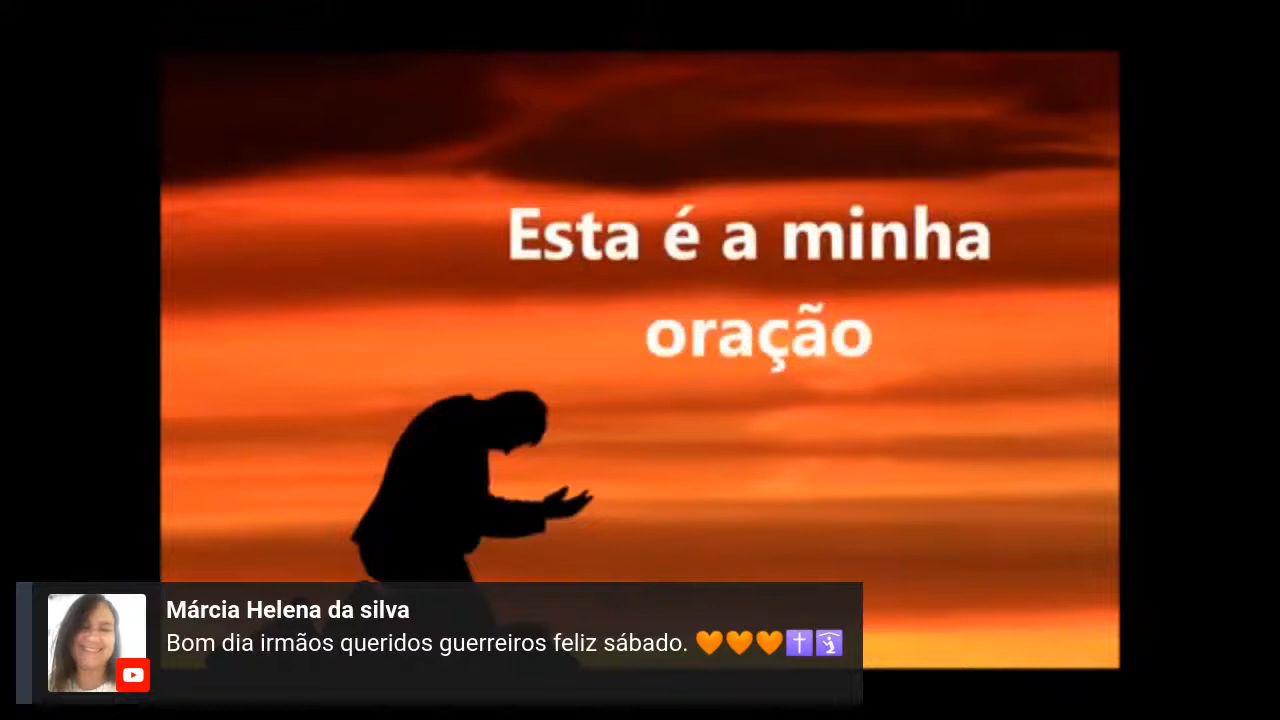 Esta é a minha
oração
Márcia Helena da silva
Bom dia irmãos queridos guerreiros feliz sábado. 🧡🧡🧡✝️🛐